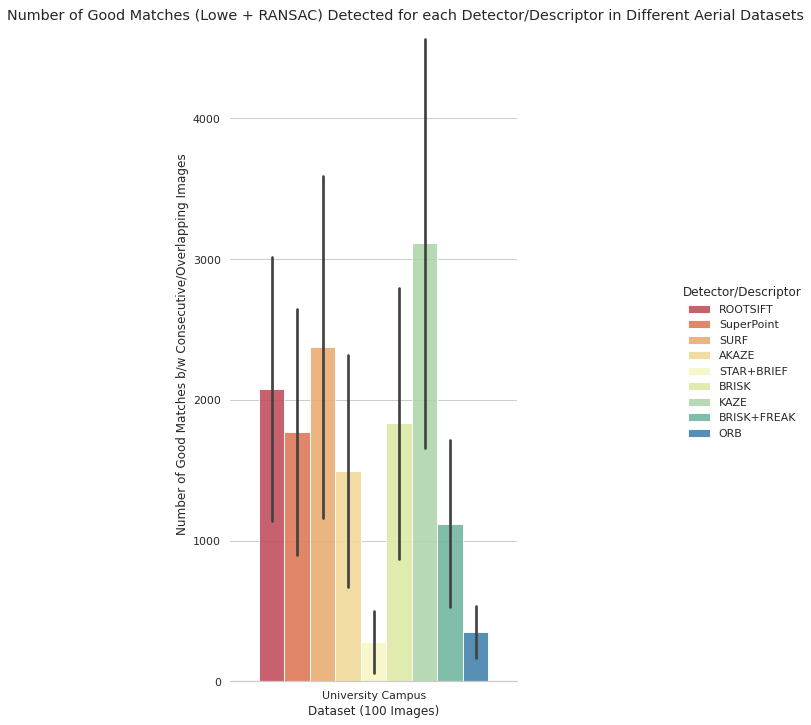 Number of Good Matches (Lowe + RANSAC) Detected for each Detector/Descriptor in Different Aerial Datasets
Number of Good Matches b/w Consecutive/Overlapping Images
4000
3000
2000
1000
0
University Campus
Dataset (100 Images)
Detector/Descriptor
ROOTSIFT
SuperPoint
SURF
AKAZE
STAR+BRIEF
BRISK
KAZE
BRISK+FREAK
ORB